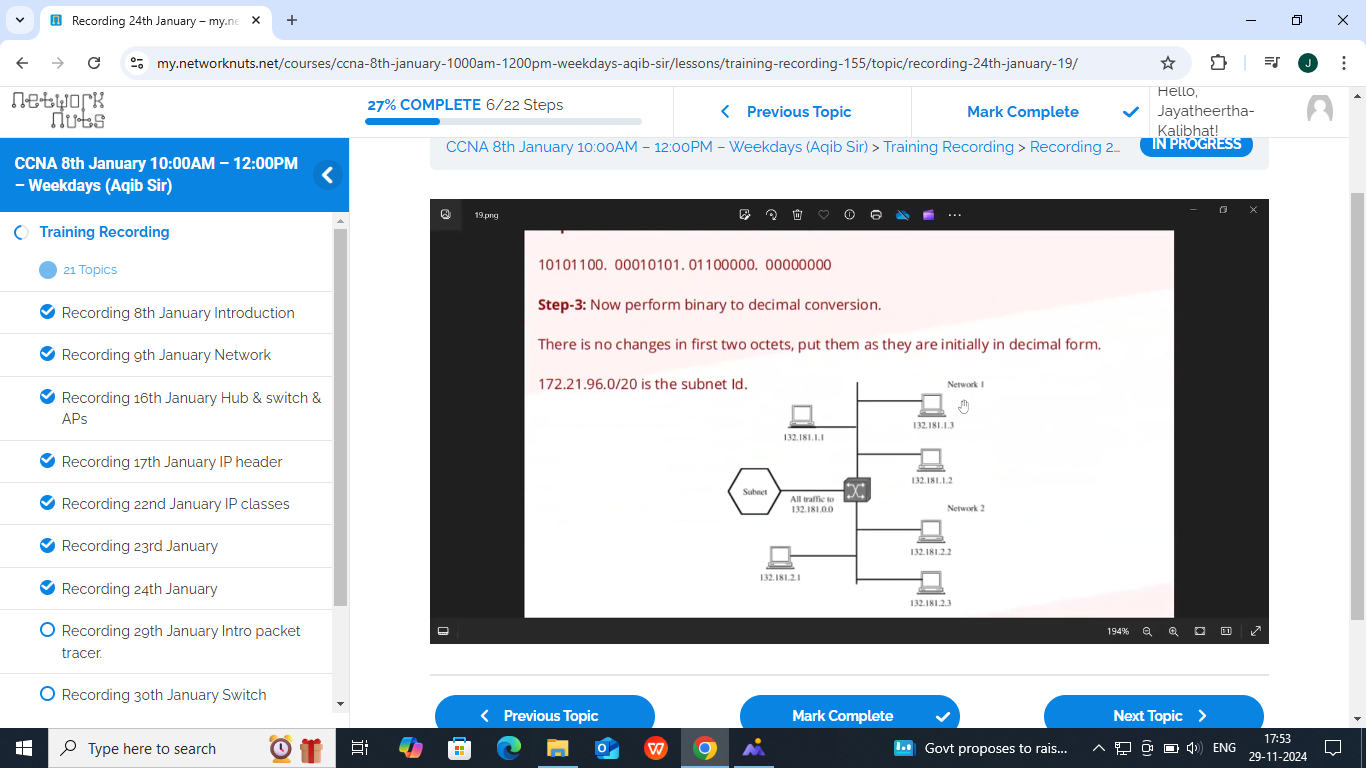 Recording 24th January – my.ne
my.networknuts.net/courses/ccna-8th-january-1000am-1200pm-weekdays-aqib-sir/lessons/training-recording-155/topic/recording-24th-january-19/
J
Network
Nuts
27% COMPLETE 6/22 Steps
Previous Topic
Mark Complete
Hello,
Jayatheertha-
Kalibhat!
CCNA 8th January 10:00AM – 12:00PM
– Weekdays (Aqib Sir)
Training Recording
21 Topics
Recording 8th January Introduction
Recording 9th January Network
Recording 16th January Hub & switch &
APs
Recording 17th January IP header
Recording 22nd January IP classes
Recording 23rd January
Recording 24th January
Recording 29th January Intro packet
tracer.
Recording 30th January Switch
CCNA 8th January 10:00AM – 12:00PM – Weekdays (Aqib Sir) > Training Recording > Recording 2...
IN PROGRESS
19.png
10101100. 00010101. 01100000. 00000000
Step-3: Now perform binary to decimal conversion.
There is no changes in first two octets, put them as they are initially in decimal form.
172.21.96.0/20 is the subnet Id.
Network 1
132.181.1.1
132.181.1.3
132.181.1.2
Subnet
All traffic to
132.181.0.0
Network 2
132.181.2.2
132.181.2.1
132.181.2.3
194%
Previous Topic
Mark Complete
Next Topic
Type here to search
Govt proposes to rais...
ENG
17:53
29-11-2024